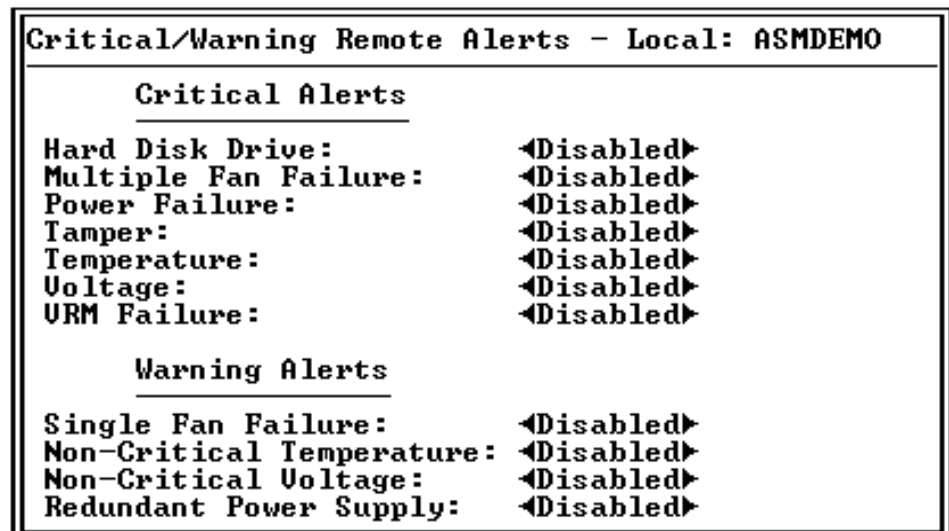 Critical/Warning Remote Alerts - Local: ASMDEMO
Critical Alerts
Hard Disk Drive: ◄Disabled►
Multiple Fan Failure: ◄Disabled►
Power Failure: ◄Disabled►
Tamper: ◄Disabled►
Temperature: ◄Disabled►
Voltage: ◄Disabled►
VRM Failure: ◄Disabled►
Warning Alerts
Single Fan Failure: ◄Disabled►
Non-Critical Temperature: ◄Disabled►
Non-Critical Voltage: ◄Disabled►
Redundant Power Supply: ◄Disabled►